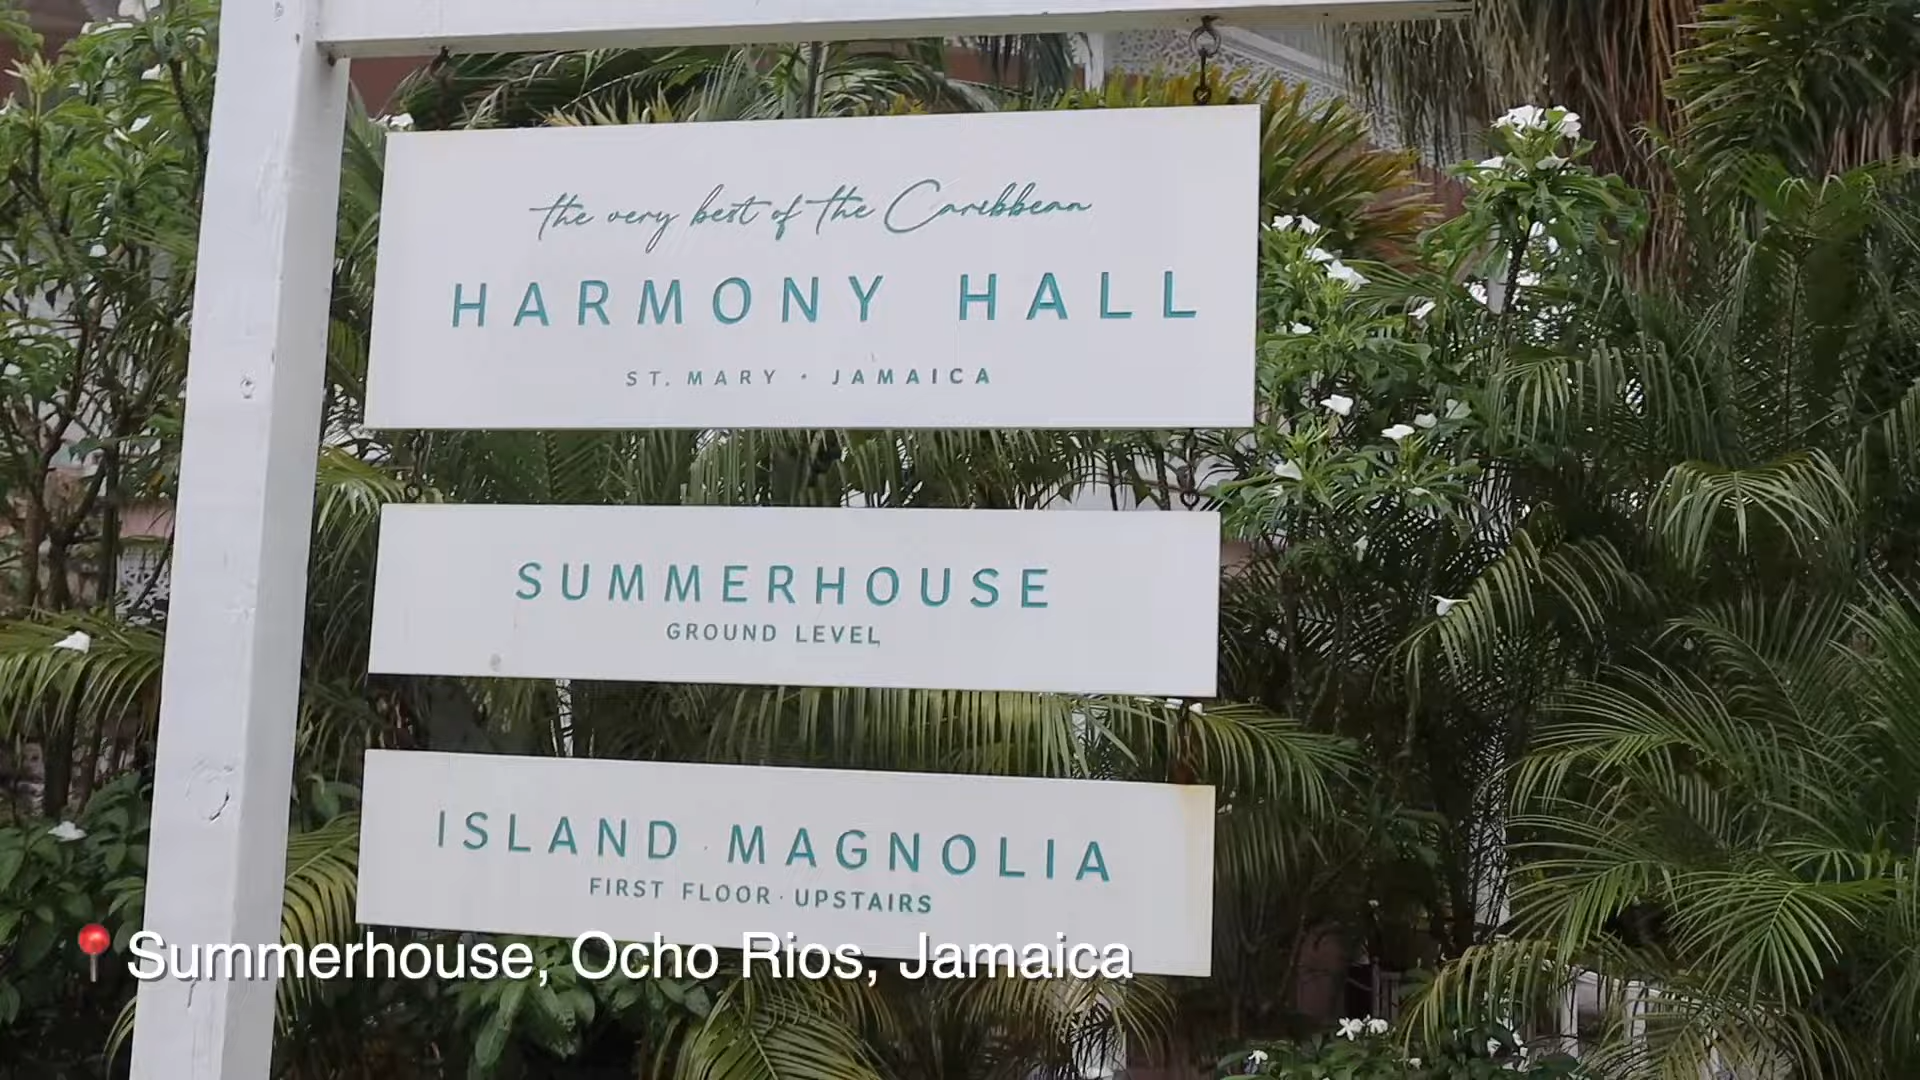 the very best of the Caribbean
HARMONY HALL
ST. MARY · JAMAICA
SUMMERHOUSE
GROUND LEVEL
ISLAND MAGNOLIA
FIRST FLOOR · UPSTAIRS
📍Summerhouse, Ocho Rios, Jamaica